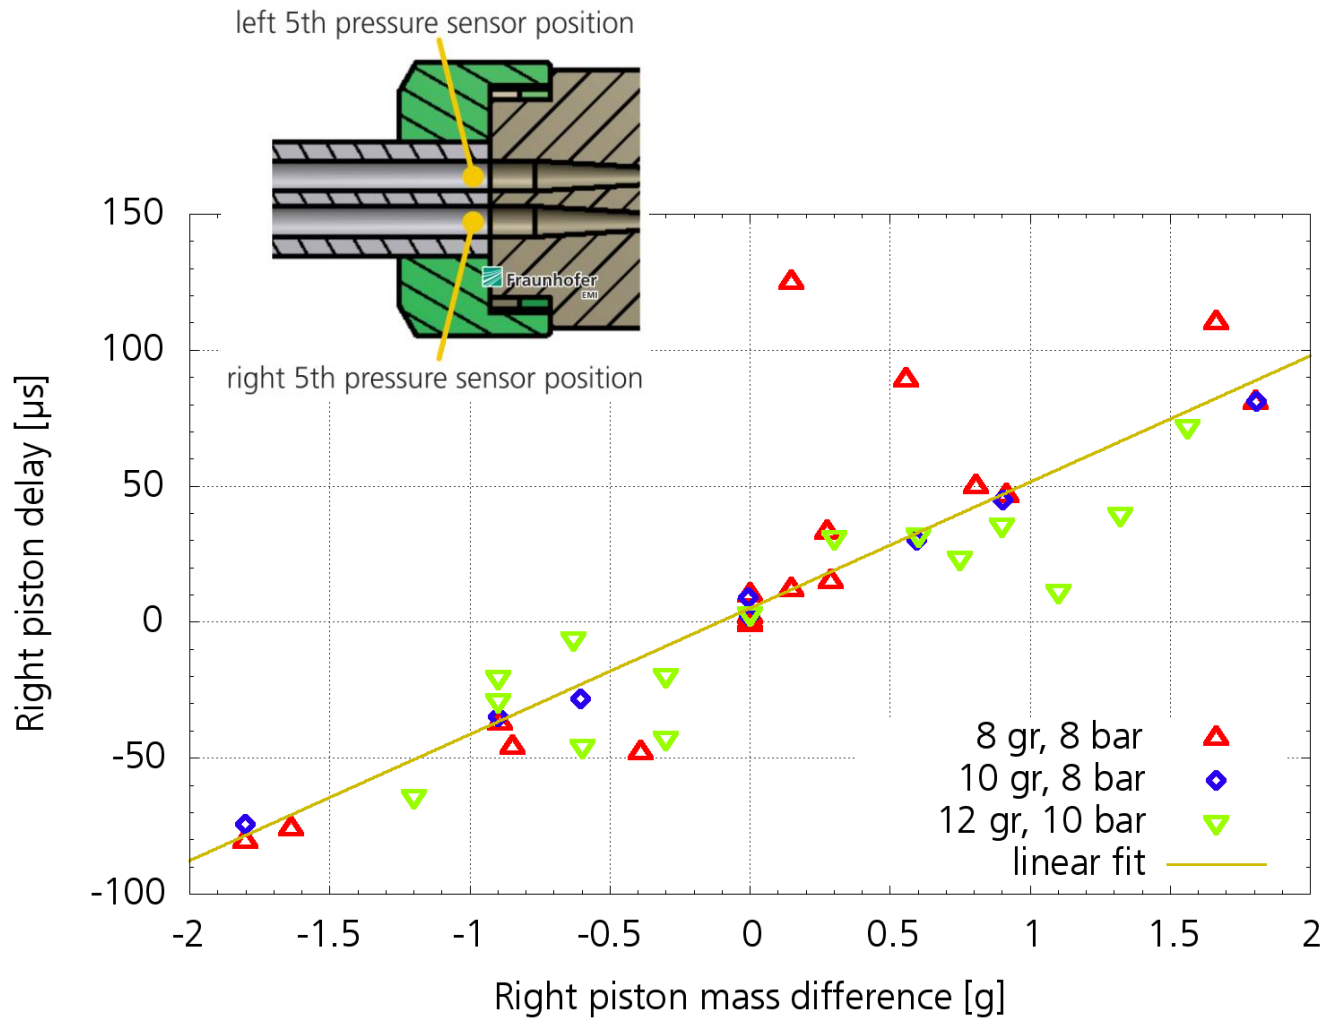 left 5th pressure sensor position
Fraunhofer
EMI
right 5th pressure sensor position
150
100
50
0
-50
-100
Right piston delay [µs]
8 gr, 8 bar
10 gr, 8 bar
12 gr, 10 bar
linear fit
-2 -1.5 -1 -0.5 0 0.5 1 1.5 2
Right piston mass difference [g]